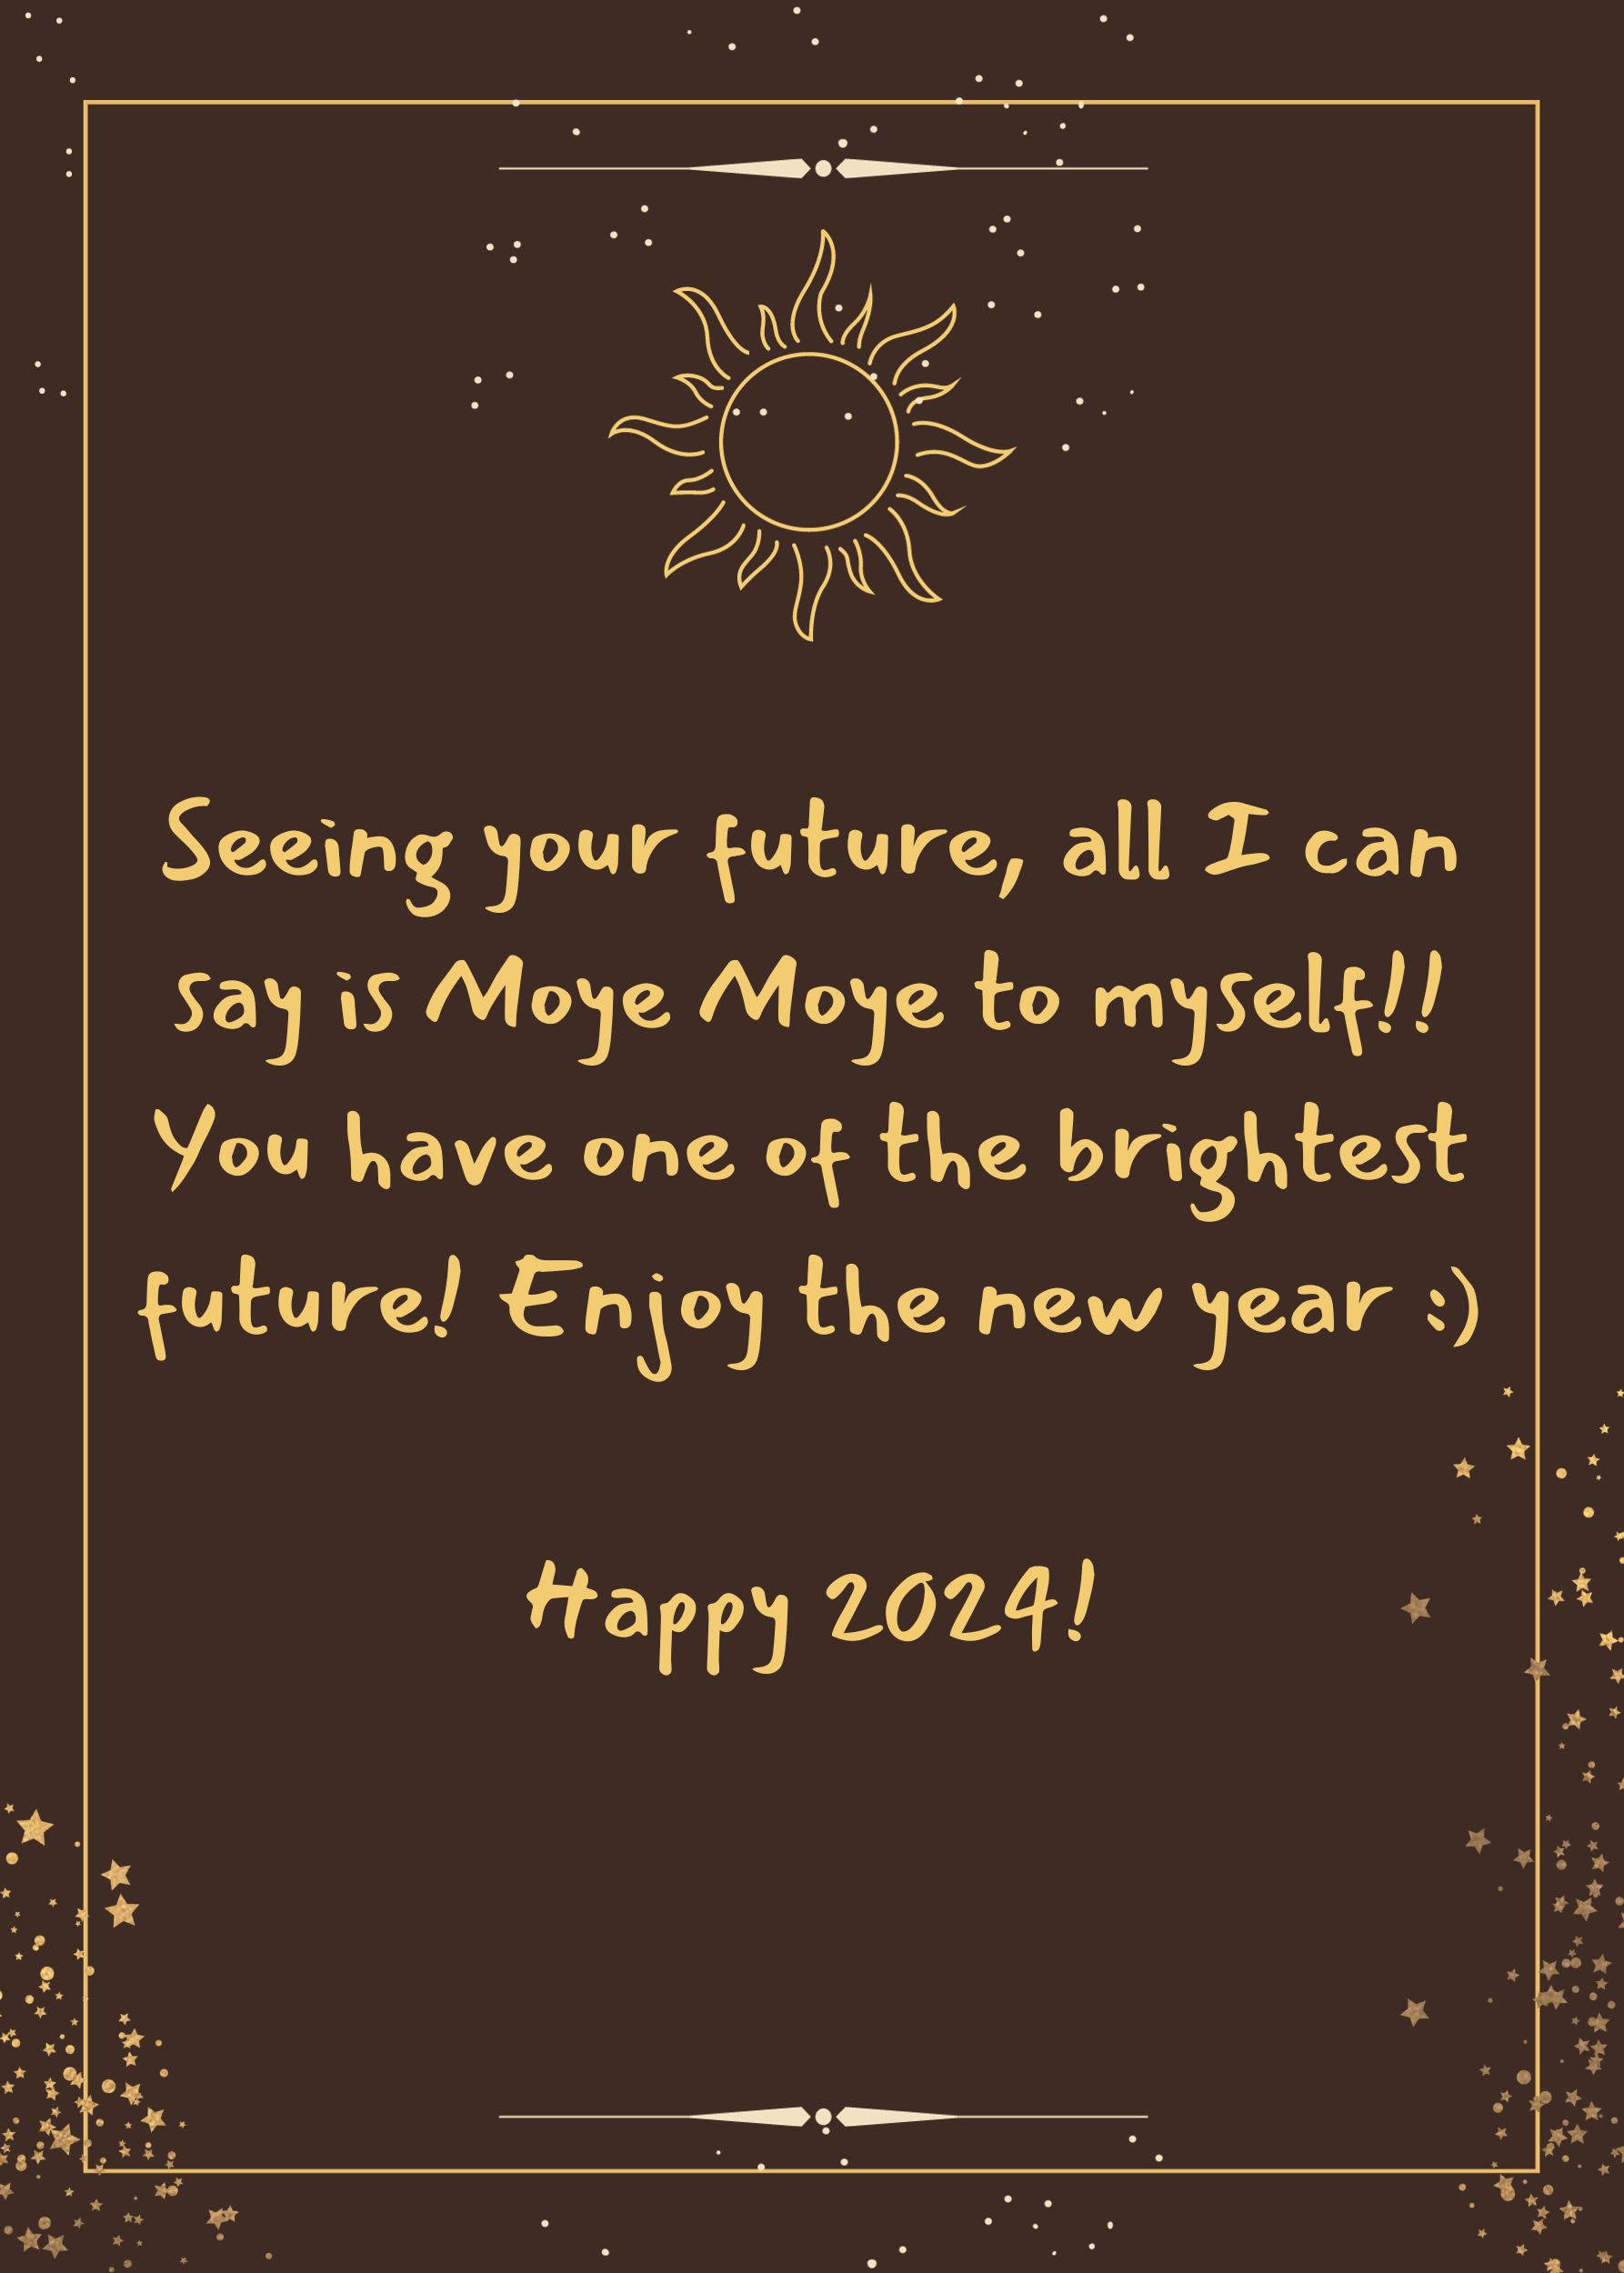 Seeing your future, all I can
say is Moye Moye to myself!!
You have one of the brightest
future! Enjoy the new year :)
Happy 2024!